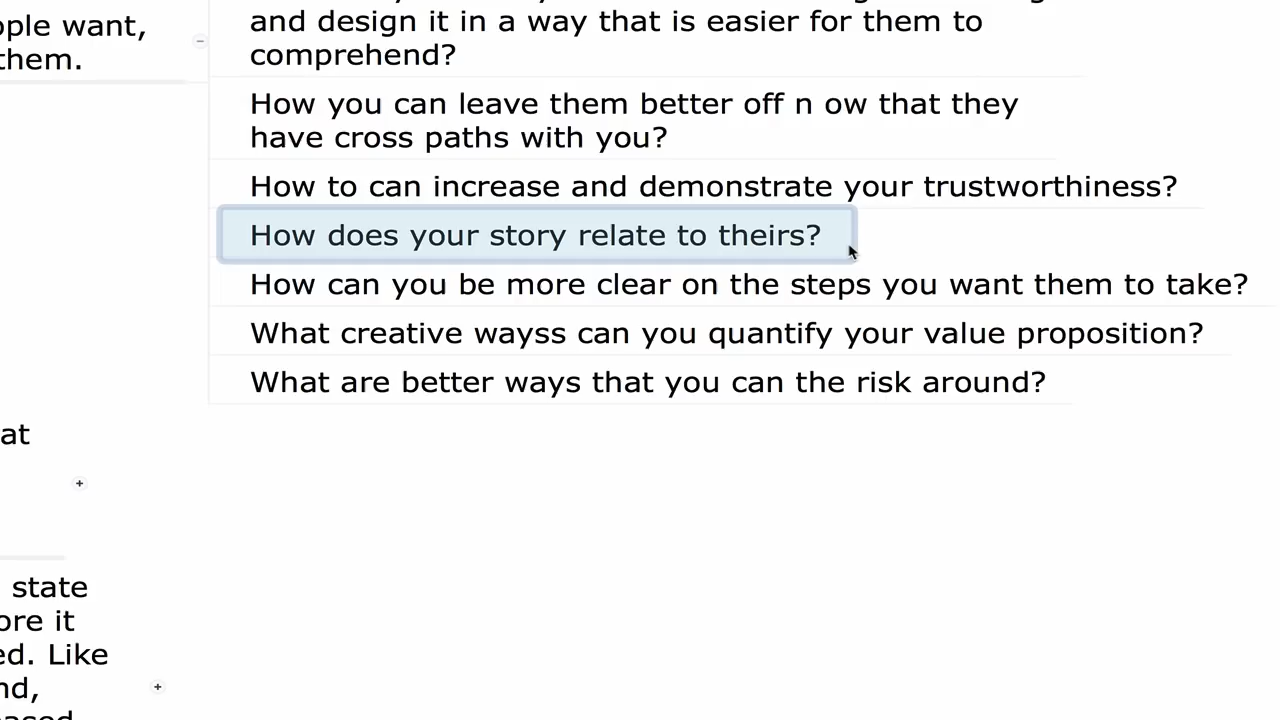 ople want,
them.
and design it in a way that is easier for them to
comprehend?
How you can leave them better off n ow that they
have cross paths with you?
How to can increase and demonstrate your trustworthiness?
How does your story relate to theirs?
How can you be more clear on the steps you want them to take?
What creative wayss can you quantify your value proposition?
What are better ways that you can the risk around?
at
state
ore it
ed. Like
nd,